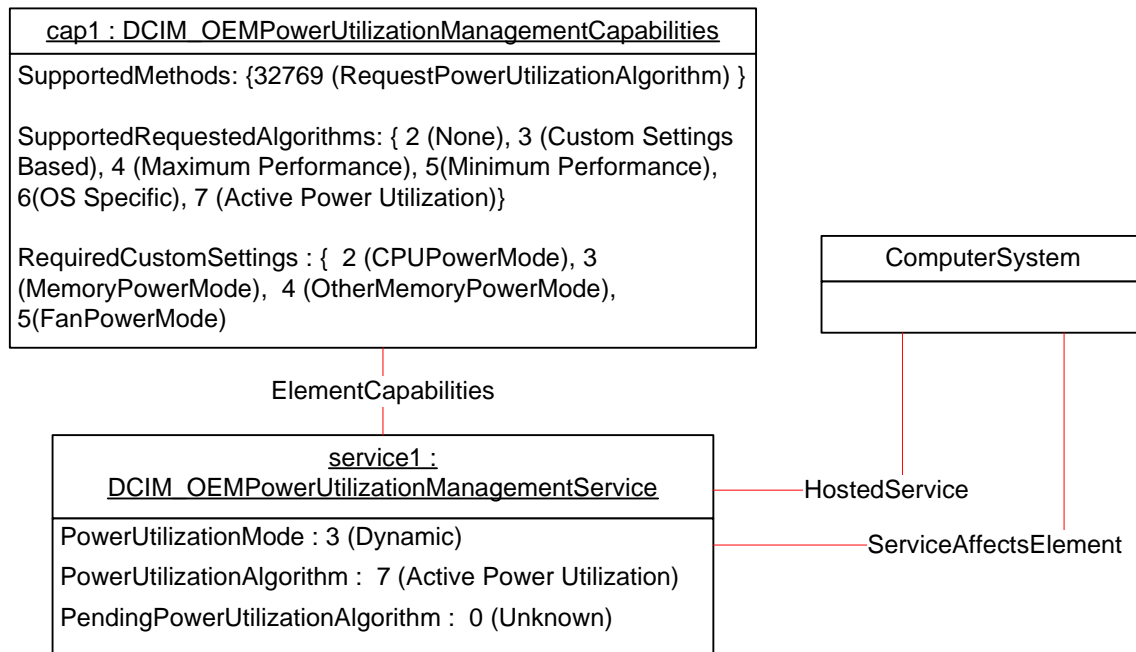 cap1 : DCIM_OEMPowerUtilizationManagementCapabilities
SupportedMethods: {32769 (RequestPowerUtilizationAlgorithm) }
SupportedRequestedAlgorithms: { 2 (None), 3 (Custom Settings
Based), 4 (Maximum Performance), 5(Minimum Performance),
6(OS Specific), 7 (Active Power Utilization)}
RequiredCustomSettings : {  2 (CPUPowerMode), 3
(MemoryPowerMode),  4 (OtherMemoryPowerMode),
5(FanPowerMode)
ComputerSystem
ElementCapabilities
service1 :
DCIM_OEMPowerUtilizationManagementService
PowerUtilizationMode : 3 (Dynamic)
PowerUtilizationAlgorithm :  7 (Active Power Utilization)
PendingPowerUtilizationAlgorithm :  0 (Unknown)
HostedService
ServiceAffectsElement